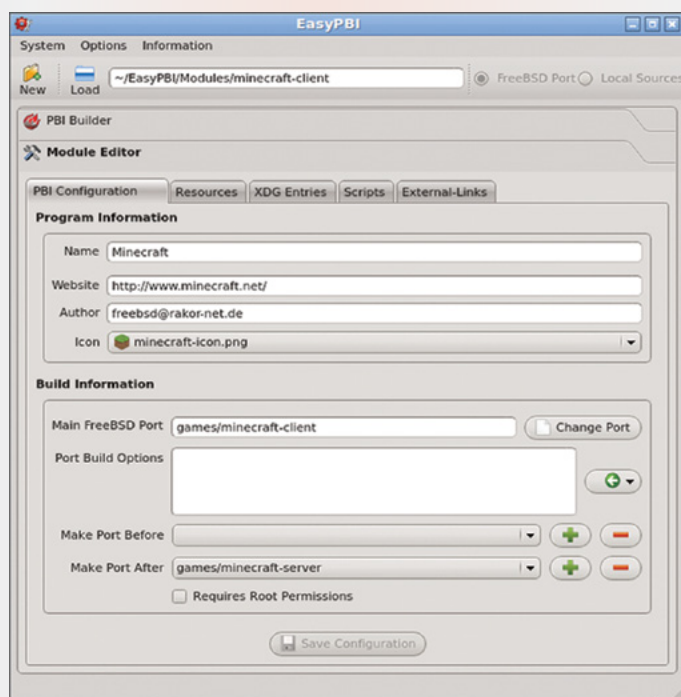 EasyPBI
System Options Information
New Load ~/EasyPBI/Modules/minecraft-client FreeBSD Port Local Sources
PBI Builder
Module Editor
PBI Configuration Resources XDG Entries Scripts External-Links
Program Information
Name Minecraft
Website http://www.minecraft.net/
Author freebsd@rakor-net.de
Icon minecraft-icon.png
Build Information
Main FreeBSD Port games/minecraft-client Change Port
Port Build Options
Make Port Before
Make Port After games/minecraft-server
Requires Root Permissions
Save Configuration